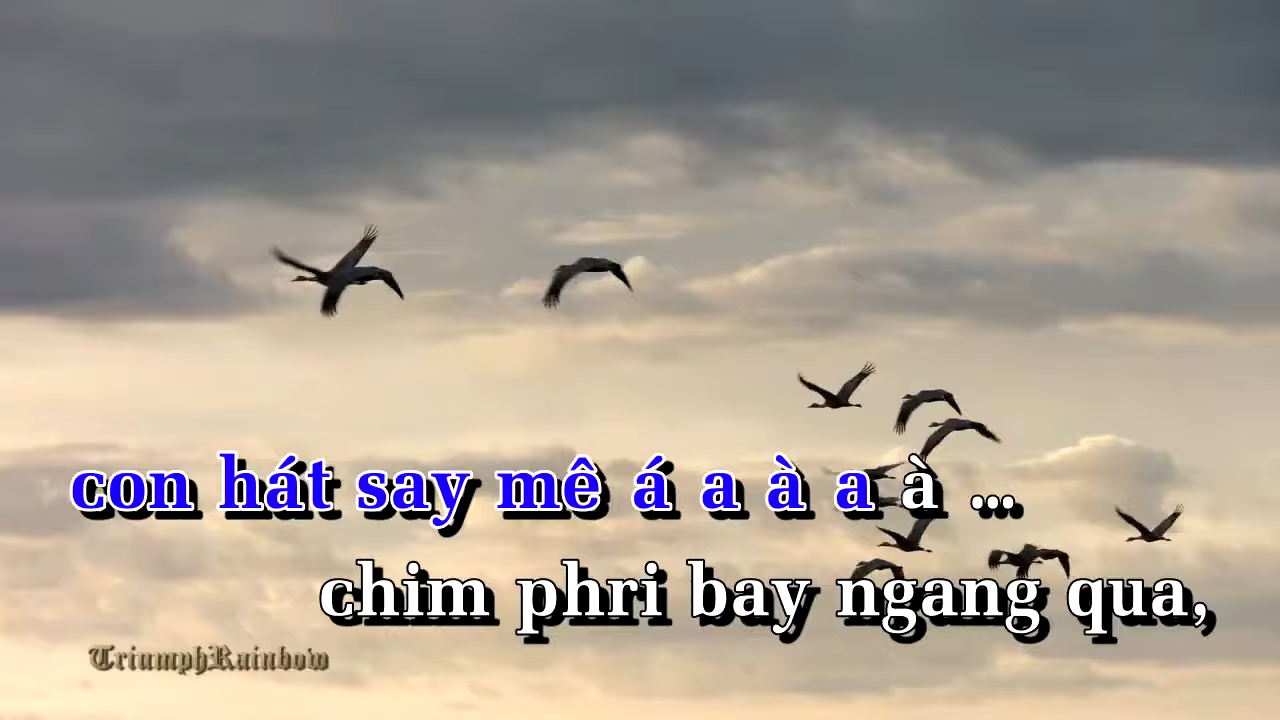 con hát say mê á a à a à ...
chim phri bay ngang qua,
TriumphRainbow